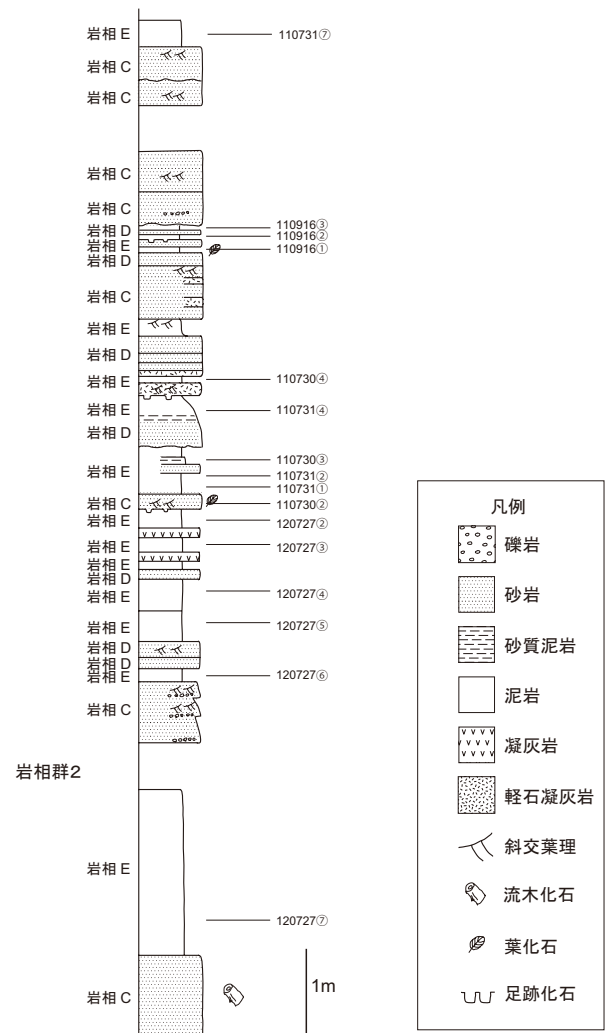 岩相 E
110731⑦
岩相 C
岩相 C
岩相 C
岩相 C
110916③
岩相 D
110916②
岩相 E
110916①
岩相 D
岩相 C
岩相 E
岩相 D
110730④
岩相 E
岩相 E
110731④
岩相 D
110730③
岩相 E
110731②
110731①
岩相 C
110730②
岩相 E
120727②
岩相 E
120727③
岩相 E
岩相 D
120727④
岩相 E
岩相 E
120727⑤
岩相 D
岩相 D
岩相 E
120727⑥
岩相 C
岩相群2
岩相 E
120727⑦
岩相 C
1m
凡例
礫岩
砂岩
砂質泥岩
泥岩
凝灰岩
軽石凝灰岩
斜交葉理
流木化石
葉化石
足跡化石